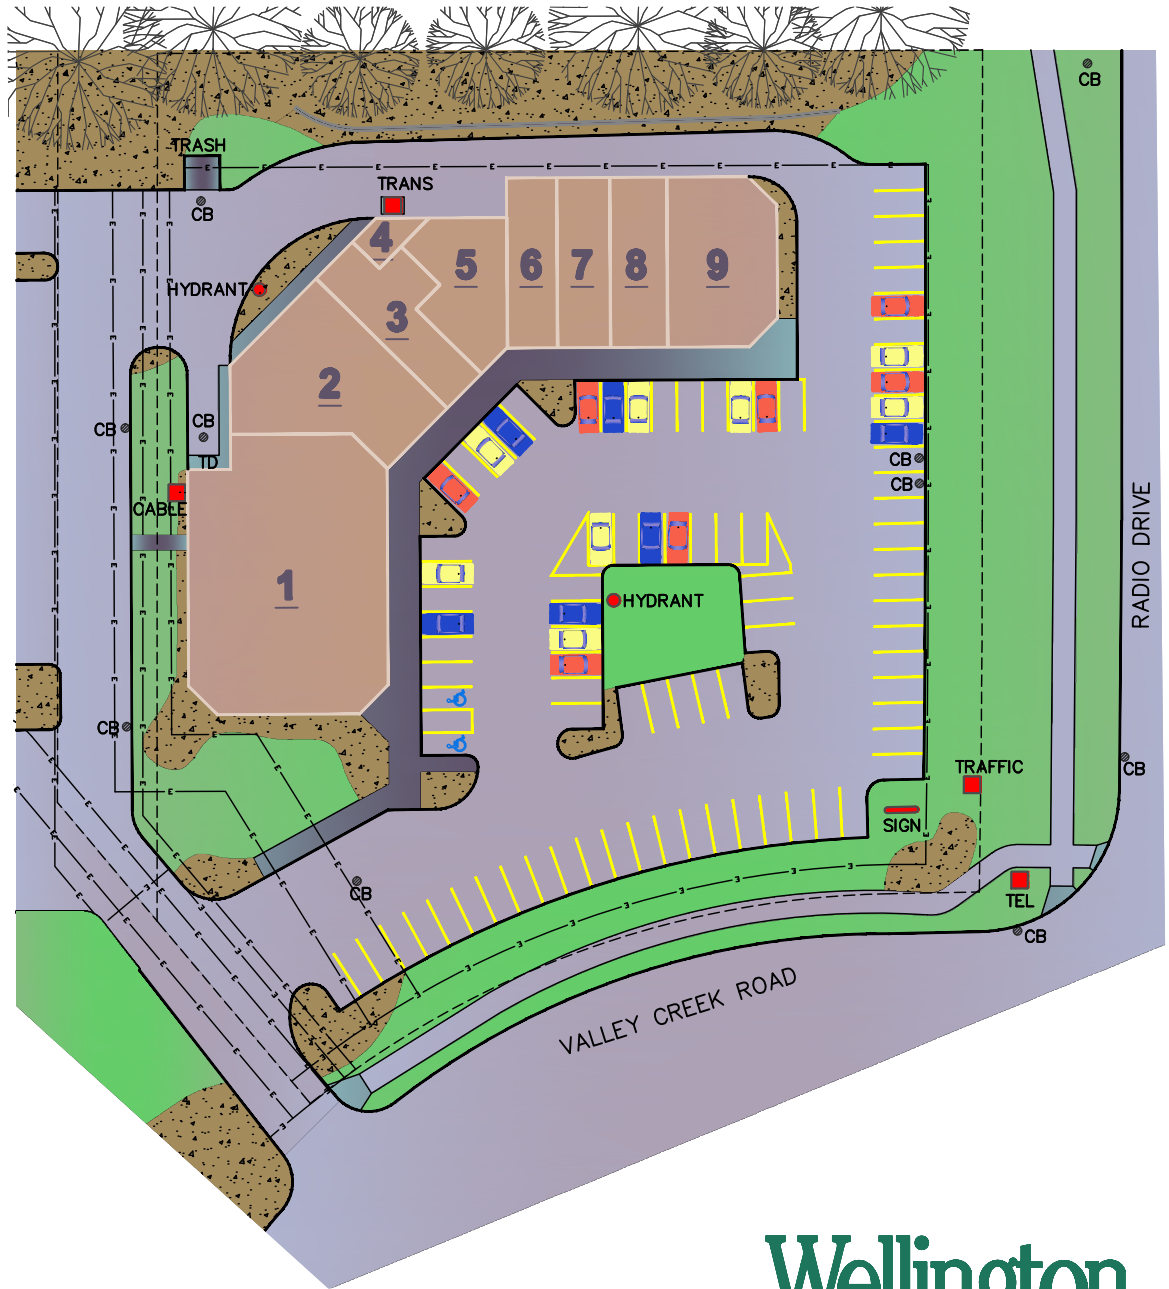 CB
TRASH
TRANS
CB
4
5
6
7
8
9
HYDRANT
3
2
CB
CB
TD
CB
CB
CABLE
RADIO DRIVE
1
HYDRANT
CB
CB
TRAFFIC
SIGN
CB
TEL
CB
VALLEY CREEK ROAD
Wellington